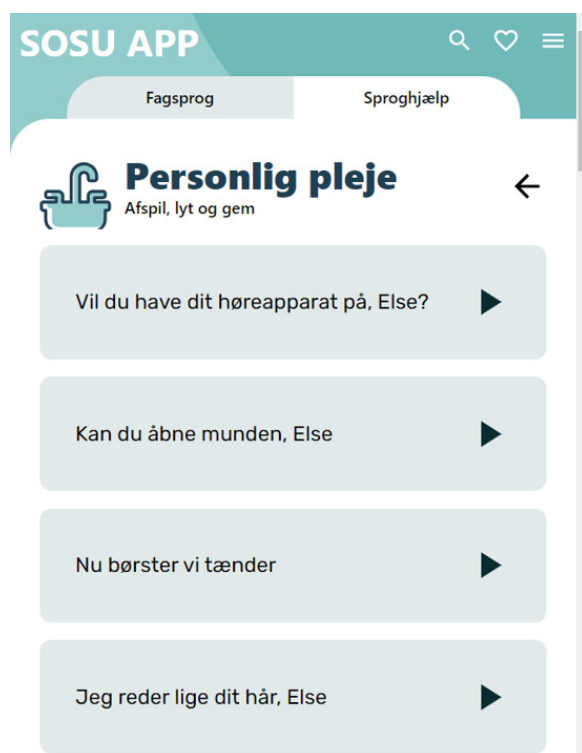 SOSU APP
Fagsprog
Sproghjælp
Personlig pleje
Afspil, lyt og gem
Vil du have dit høreapparat på, Else?
Kan du åbne munden, Else
Nu børster vi tænder
Jeg reder lige dit hår, Else